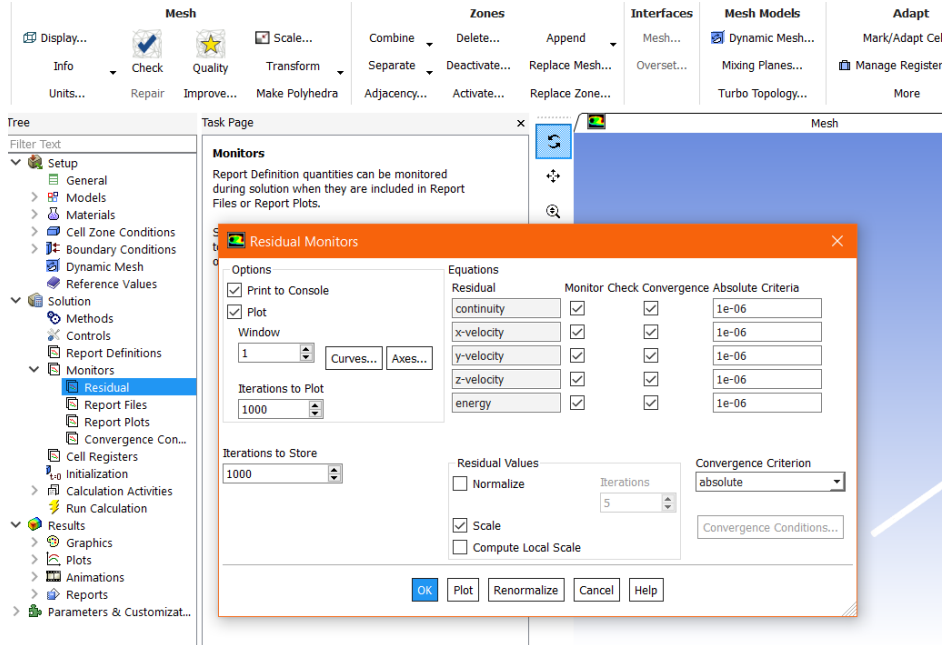 Mesh
Zones
Interfaces
Mesh Models
Adapt
Display...
Scale...
Combine
Delete...
Append
Mesh...
Dynamic Mesh...
Mark/Adapt Cel
Info
Check
Quality
Transform
Separate
Deactivate...
Replace Mesh...
Overset...
Mixing Planes...
Manage Register
Units...
Repair
Improve...
Make Polyhedra
Adjacency...
Activate...
Replace Zone...
Turbo Topology...
More
Tree
Filter Text
Setup
General
Models
Materials
Cell Zone Conditions
Boundary Conditions
Dynamic Mesh
Reference Values
Solution
Methods
Controls
Report Definitions
Monitors
Residual
Report Files
Report Plots
Convergence Con...
Cell Registers
t=0 Initialization
Calculation Activities
Run Calculation
Results
Graphics
Plots
Animations
Reports
Parameters & Customizat...
Task Page
Monitors
Report Definition quantities can be monitored
during solution when they are included in Report
Files or Report Plots.
Mesh
Residual Monitors
Options
Print to Console
Plot
Window
1
Curves...
Axes...
Iterations to Plot
1000
Iterations to Store
1000
Equations
Residual
Monitor
Check Convergence
Absolute Criteria
continuity
1e-06
x-velocity
1e-06
y-velocity
1e-06
z-velocity
1e-06
energy
1e-06
Residual Values
Normalize
Iterations
5
Scale
Compute Local Scale
Convergence Criterion
absolute
Convergence Conditions...
OK
Plot
Renormalize
Cancel
Help